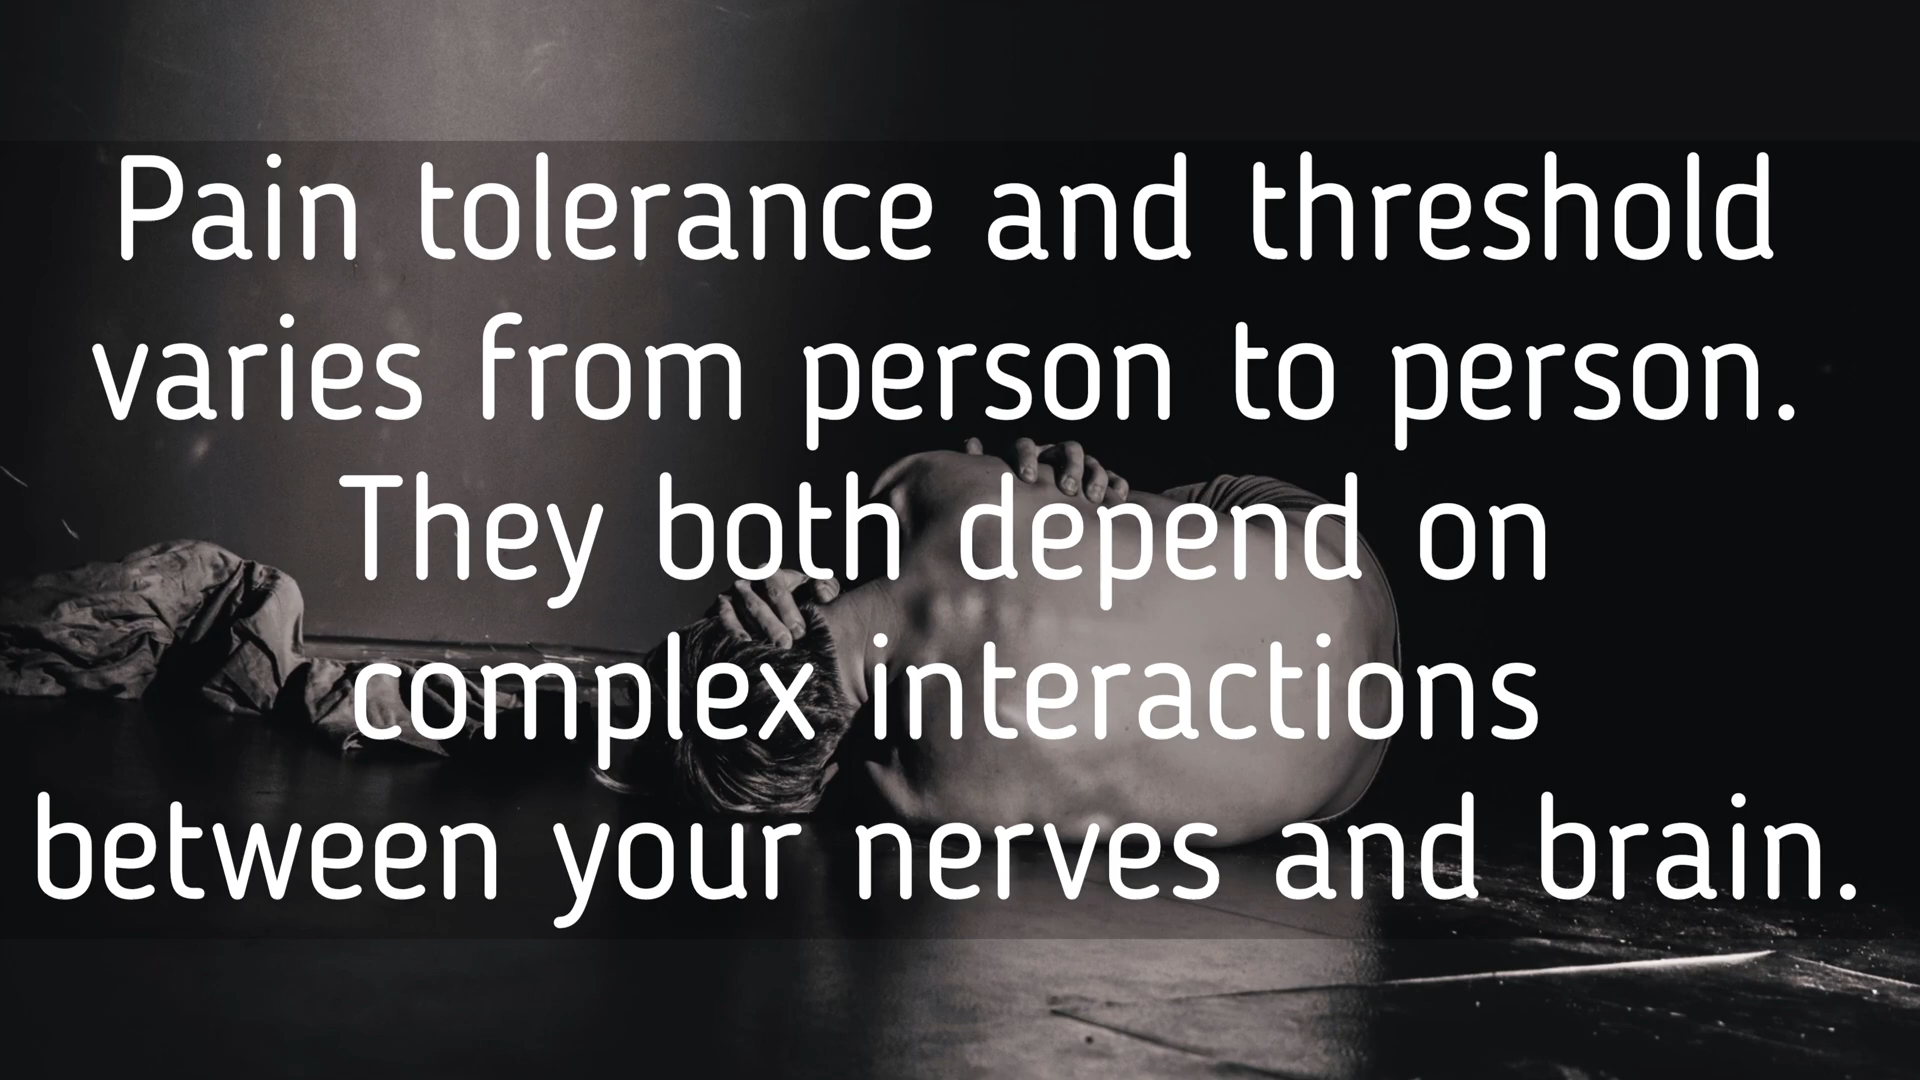 Pain tolerance and threshold
varies from person to person.
They both depend on
complex interactions
between your nerves and brain.